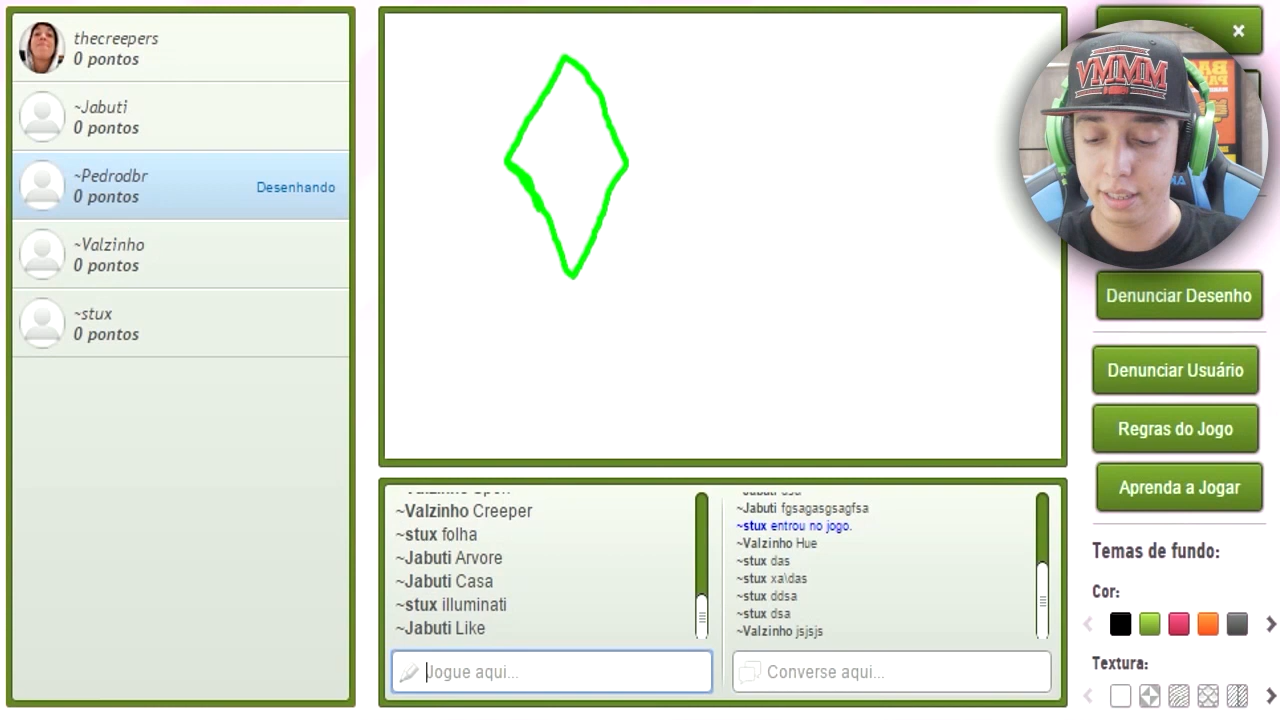 thecreepers
0 pontos
~Jabuti
0 pontos
~Pedrodbr
0 pontos
Desenhando
~Valzinho
0 pontos
~stux
0 pontos
~Valzinho
~Valzinho Creeper
~stux folha
~Jabuti Arvore
~Jabuti Casa
~stux illuminati
~Jabuti Like
Jogue aqui...
~Jabuti fgsagasgsagfsa
~stux entrou no jogo.
~Valzinho Hue
~stux das
~stux xa\das
~stux ddsa
~stux dsa
~Valzinho jsjsjs
Converse aqui...
VMMM
Denunciar Desenho
Denunciar Usuário
Regras do Jogo
Aprenda a Jogar
Temas de fundo:
Cor:
Textura: